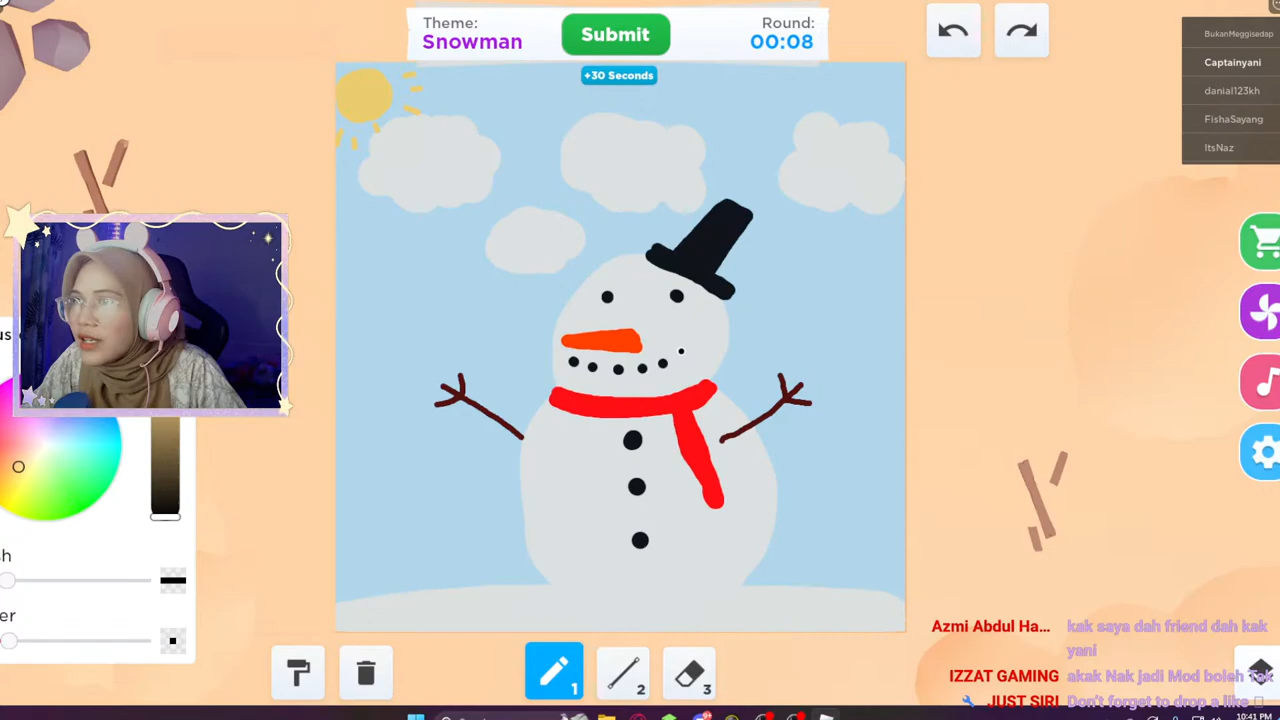 Theme:
Snowman
Submit
Round:
00:08
+30 Seconds
BukanMeggisedap
Captainyani
danial123kh
FishaSayang
ItsNaz
1
2
3
Azmi Abdul Ha... kak saya dah friend dah kak
yani
IZZAT GAMING akak Nak jadi Mod boleh Tak
JUST SIRI Don't forget to drop a like
10:41 PM